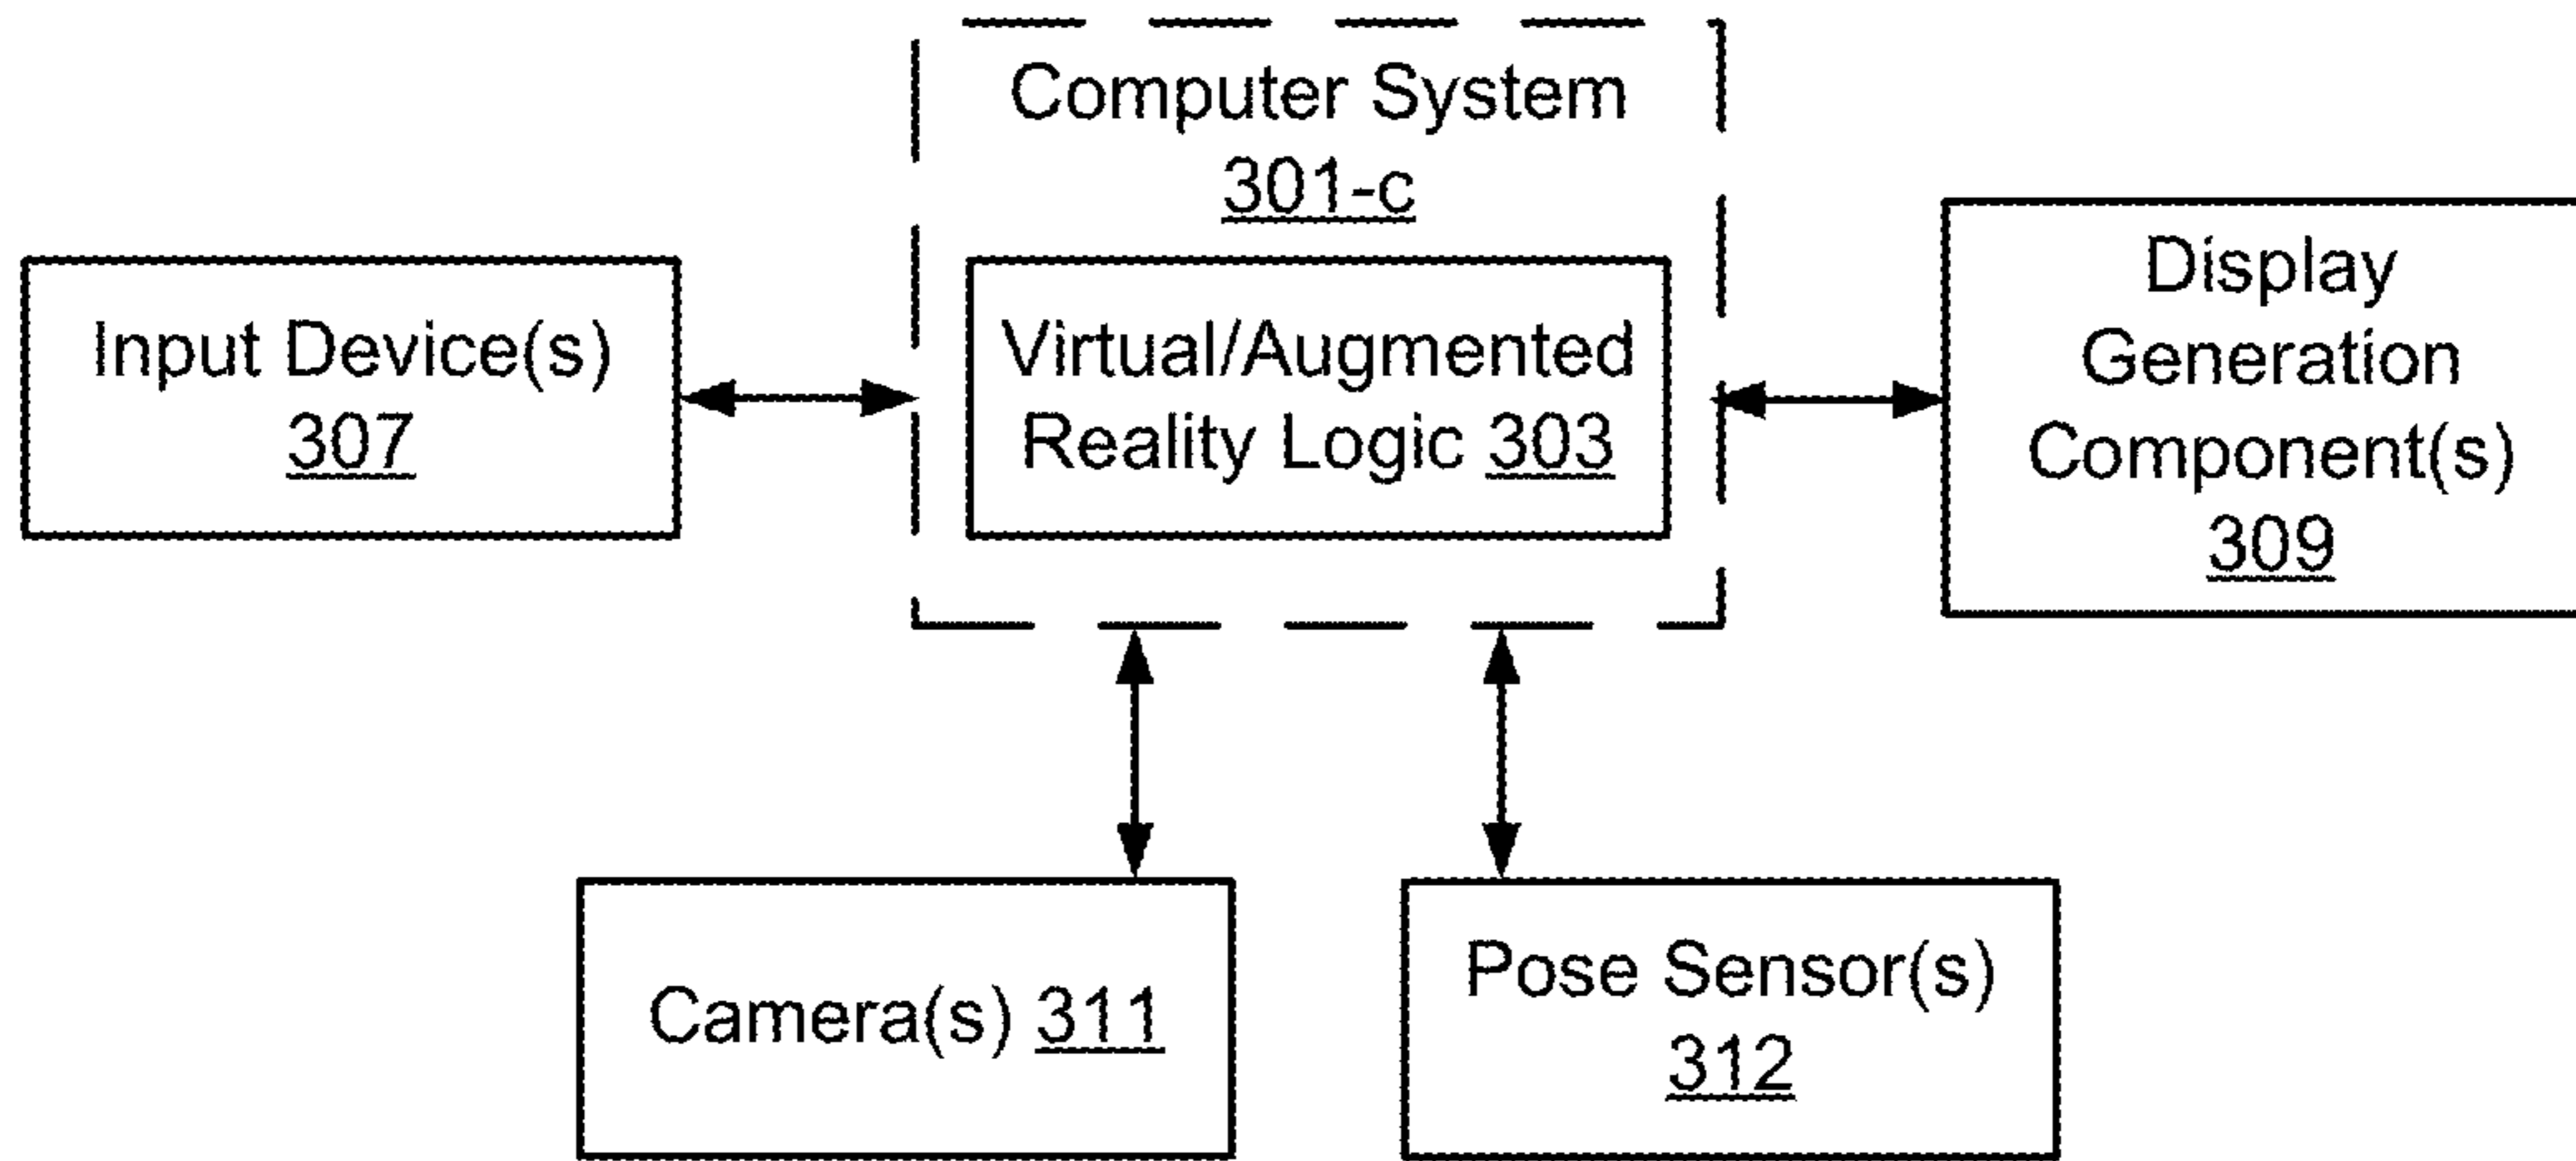 Computer System
301-c
Input Device(s)
307
Virtual/Augmented
Reality Logic 303
Display
Generation
Component(s)
309
Camera(s) 311
Pose Sensor(s)
312